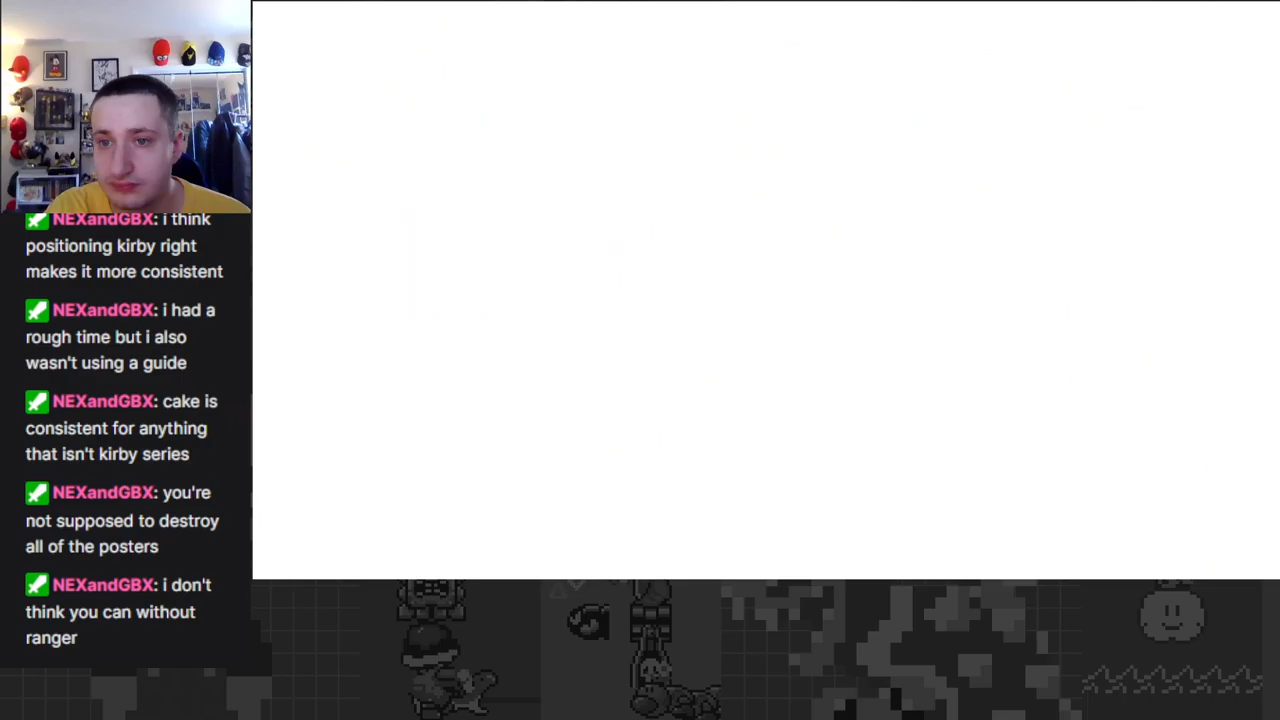 NEXandGBX: i think
positioning kirby right
makes it more consistent
NEXandGBX: i had a
rough time but i also
wasn't using a guide
NEXandGBX: cake is
consistent for anything
that isn't kirby series
NEXandGBX: you're
not supposed to destroy
all of the posters
NEXandGBX: i don't
think you can without
ranger